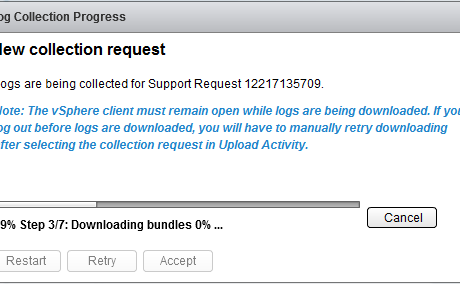 og Collection Progress
New collection request
ogs are being collected for Support Request 12217135709.
Note: The vSphere client must remain open while logs are being downloaded. If you
og out before logs are downloaded, you will have to manually retry downloading
after selecting the collection request in Upload Activity.
9% Step 3/7: Downloading bundles 0% ...
Cancel
Restart Retry Accept